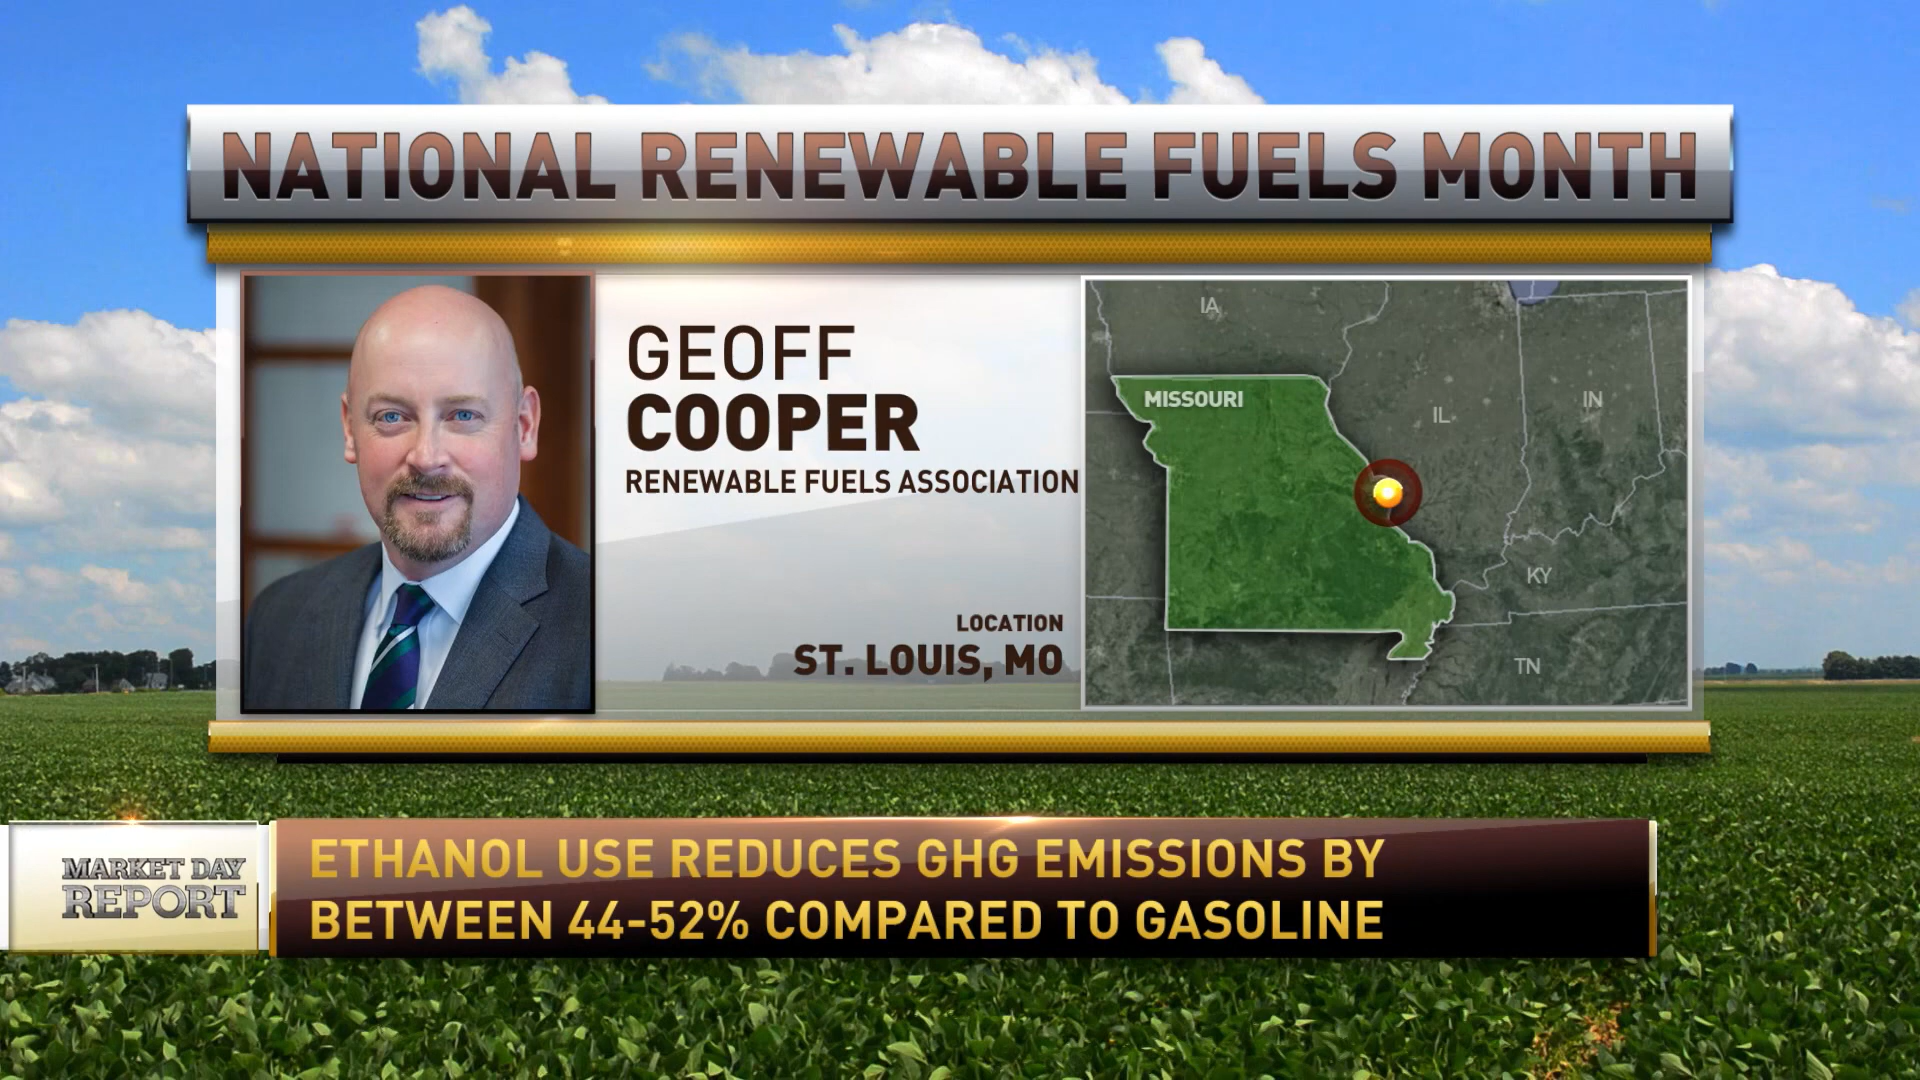 NATIONAL RENEWABLE FUELS MONTH
GEOFF
COOPER
RENEWABLE FUELS ASSOCIATION
LOCATION
ST. LOUIS, MO
IA
MISSOURI
IL
IN
KY
TN
MARKET DAY
REPORT
ETHANOL USE REDUCES GHG EMISSIONS BY
BETWEEN 44-52% COMPARED TO GASOLINE